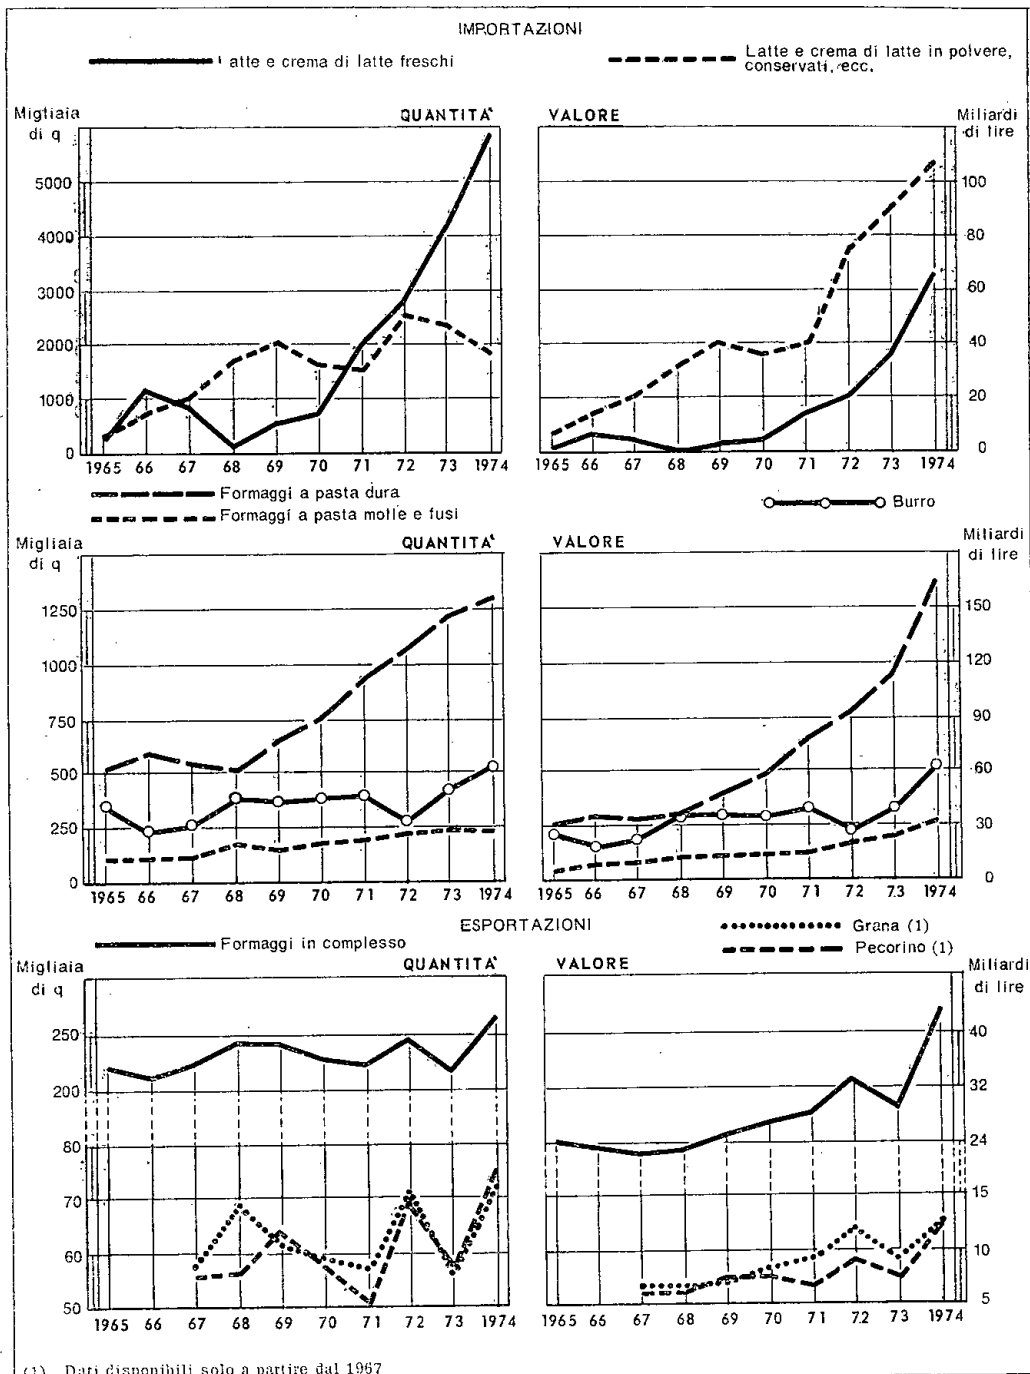 IMPORTAZIONI
atte e crema di latte freschi
Latte e crema di latte in polvere,
conservati, ecc.
Migliaia
di q
QUANTITÀ
VALORE
Miliardi
di lire
5000
4000
3000
2000
1000
0
100
80
60
40
20
0
1965 66 67 68 69 70 71 72 73 1974
1965 66 67 68 69 70 71 72 73 1974
Formaggi a pasta dura
Formaggi a pasta molle e fusi
Burro
Migliaia
di q
QUANTITÀ
VALORE
Miliardi
di lire
1250
1000
750
500
250
0
150
120
90
60
30
0
1965 66 67 68 69 70 71 72 73 1974
1965 66 67 68 69 70 71 72 73 1974
ESPORTAZIONI
Formaggi in complesso
Grana (1)
Pecorino (1)
Migliaia
di q
QUANTITÀ
VALORE
Miliardi
di lire
250
200
80
70
60
50
40
32
24
15
10
5
1965 66 67 68 69 70 71 72 73 1974
1965 66 67 68 69 70 71 72 73 1974
(1) Dati disponibili solo a partire dal 1967